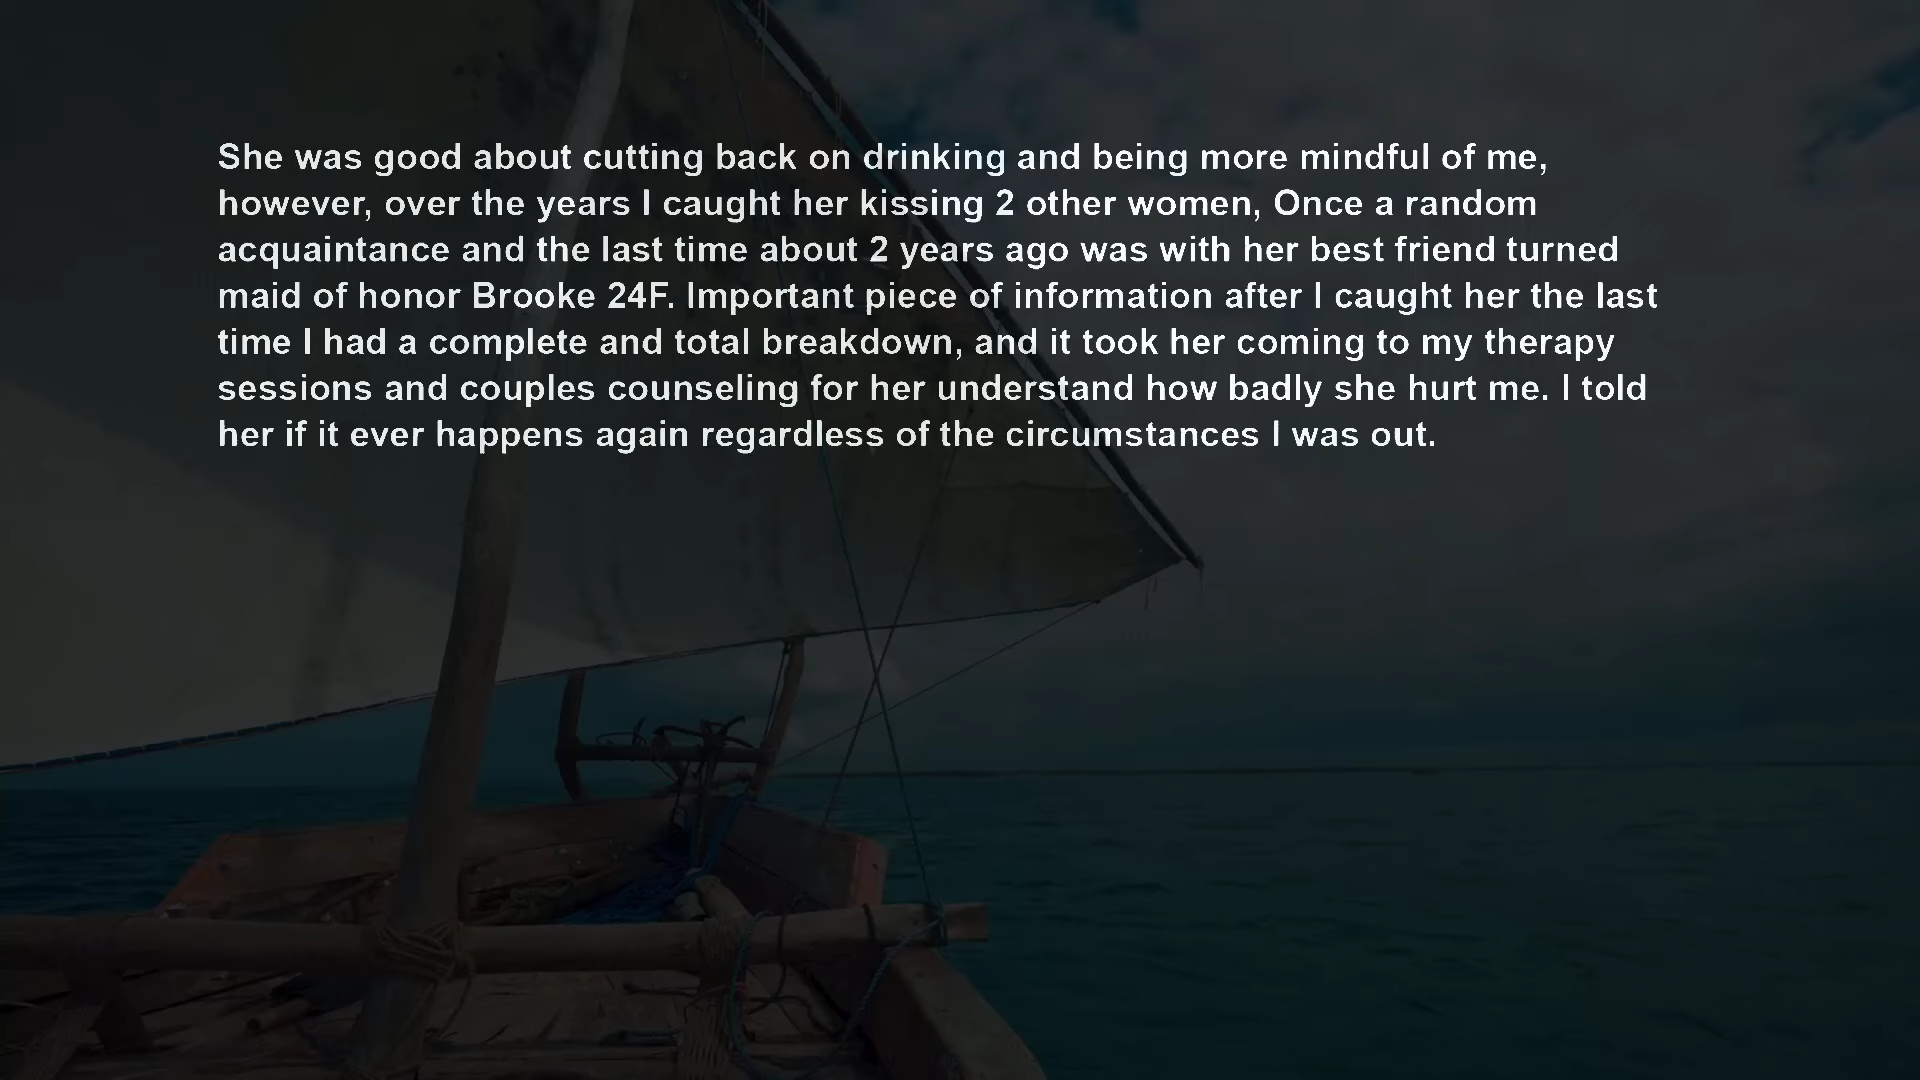 She was good about cutting back on drinking and being more mindful of me,
however, over the years I caught her kissing 2 other women, Once a random
acquaintance and the last time about 2 years ago was with her best friend turned
maid of honor Brooke 24F. Important piece of information after I caught her the last
time I had a complete and total breakdown, and it took her coming to my therapy
sessions and couples counseling for her understand how badly she hurt me. I told
her if it ever happens again regardless of the circumstances I was out.